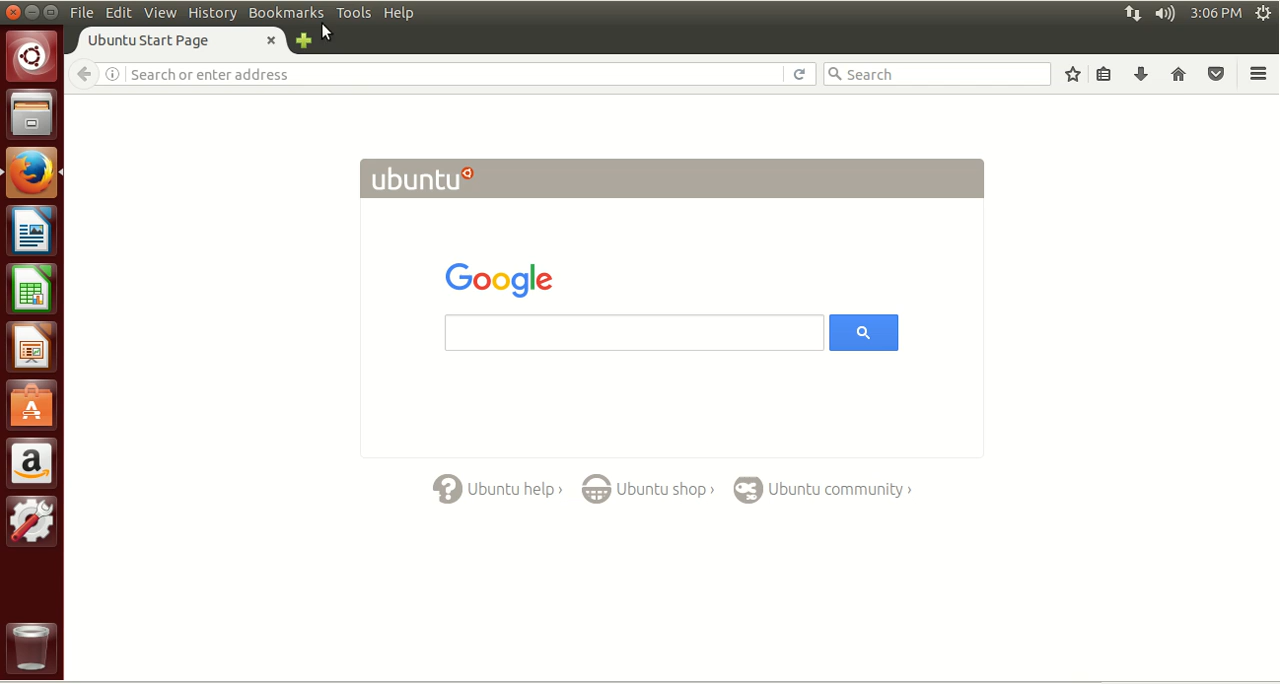 File Edit View History Bookmarks Tools Help 3:06 PM
Ubuntu Start Page
Search or enter address Search
ubuntu
Google
Ubuntu help › Ubuntu shop › Ubuntu community ›